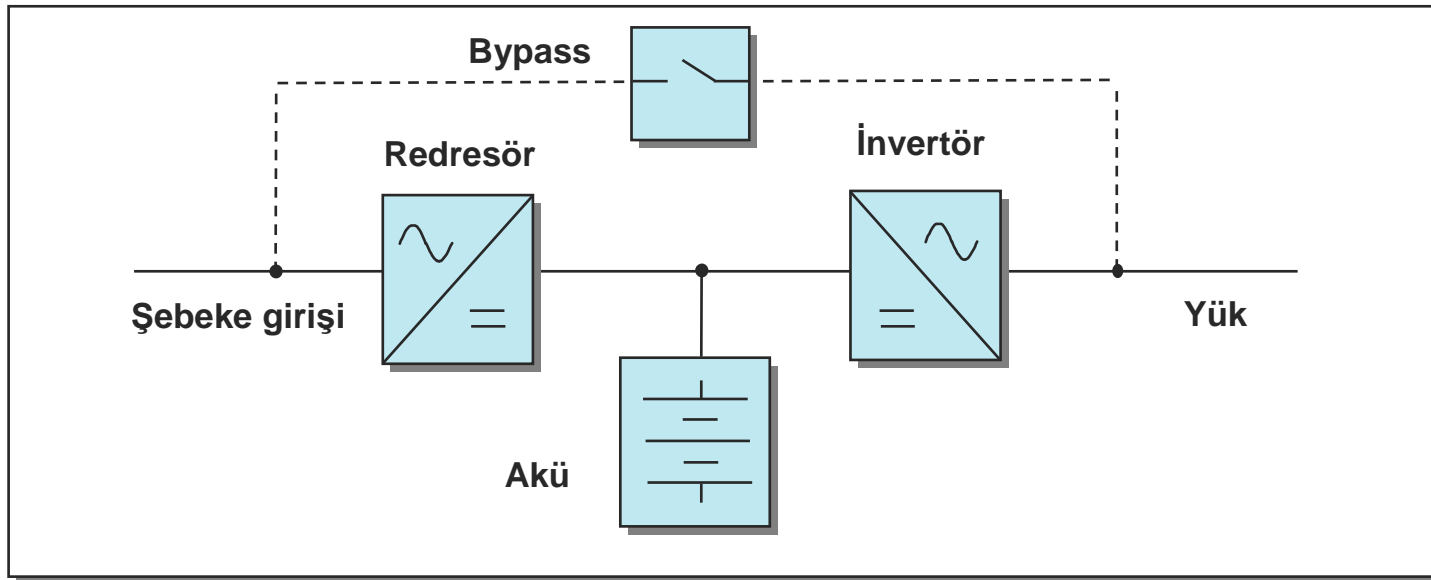 Bypass
Redresör
İnvertör
Şebeke girişi
Yük
Akü